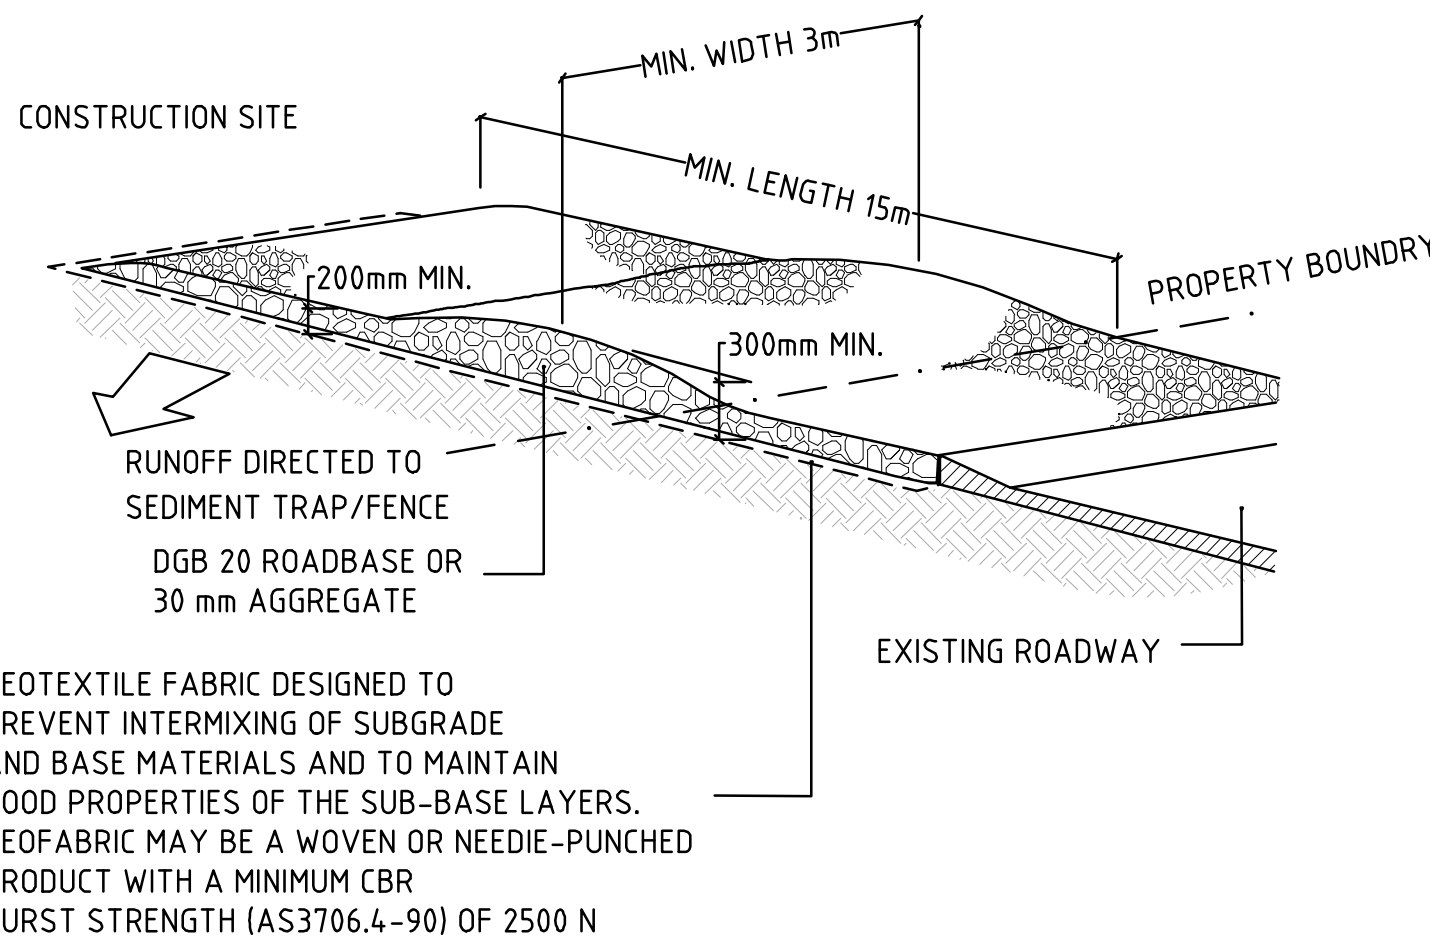 MIN. WIDTH 3m
CONSTRUCTION SITE
MIN. LENGTH 15m
PROPERTY BOUNDRY
200mm MIN.
300mm MIN.
RUNOFF DIRECTED TO
SEDIMENT TRAP/FENCE
DGB 20 ROADBASE OR
30 mm AGGREGATE
EXISTING ROADWAY
EOTEXTILE FABRIC DESIGNED TO
REVENT INTERMIXING OF SUBGRADE
ND BASE MATERIALS AND TO MAINTAIN
OOD PROPERTIES OF THE SUB-BASE LAYERS.
EOFABRIC MAY BE A WOVEN OR NEEDIE-PUNCHED
RODUCT WITH A MINIMUM CBR
URST STRENGTH (AS3706.4-90) OF 2500 N